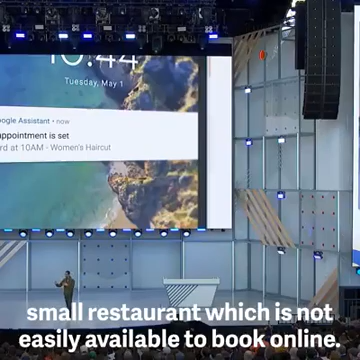 10:44
Tuesday, May 1
Google Assistant • now
appointment is set
rd at 10AM - Women's Haircut
small restaurant which is not
easily available to book online.